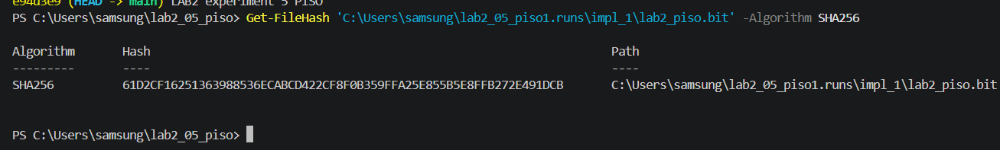 e94d3e9 (HEAD -> main) LAB2 experiment 5 PISO
PS C:\Users\samsung\lab2_05_piso> Get-FileHash 'C:\Users\samsung\lab2_05_piso1.runs\impl_1\lab2_piso.bit' -Algorithm SHA256
Algorithm Hash Path
--------- ---- ----
SHA256 61D2CF16251363988536ECABCD422CF8F0B359FFA25E855B5E8FFB272E491DCB C:\Users\samsung\lab2_05_piso1.runs\impl_1\lab2_piso.bit
PS C:\Users\samsung\lab2_05_piso>